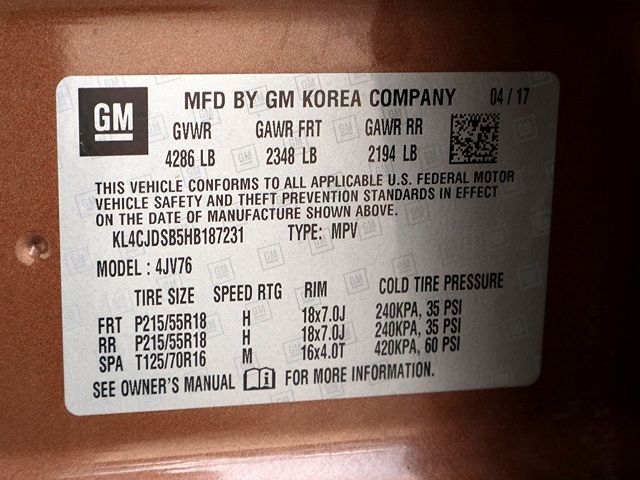 GM MFD BY GM KOREA COMPANY 04 / 17
GVWR GAWR FRT GAWR RR
4286 LB 2348 LB 2194 LB
THIS VEHICLE CONFORMS TO ALL APPLICABLE U.S. FEDERAL MOTOR
VEHICLE SAFETY AND THEFT PREVENTION STANDARDS IN EFFECT
ON THE DATE OF MANUFACTURE SHOWN ABOVE.
KL4CJDSB5HB187231 TYPE: MPV
MODEL : 4JV76
TIRE SIZE SPEED RTG RIM COLD TIRE PRESSURE
FRT P215/55R18 H 18x7.0J 240KPA, 35 PSI
RR P215/55R18 H 18x7.0J 240KPA, 35 PSI
SPA T125/70R16 M 16x4.0T 420KPA, 60 PSI
SEE OWNER'S MANUAL FOR MORE INFORMATION.